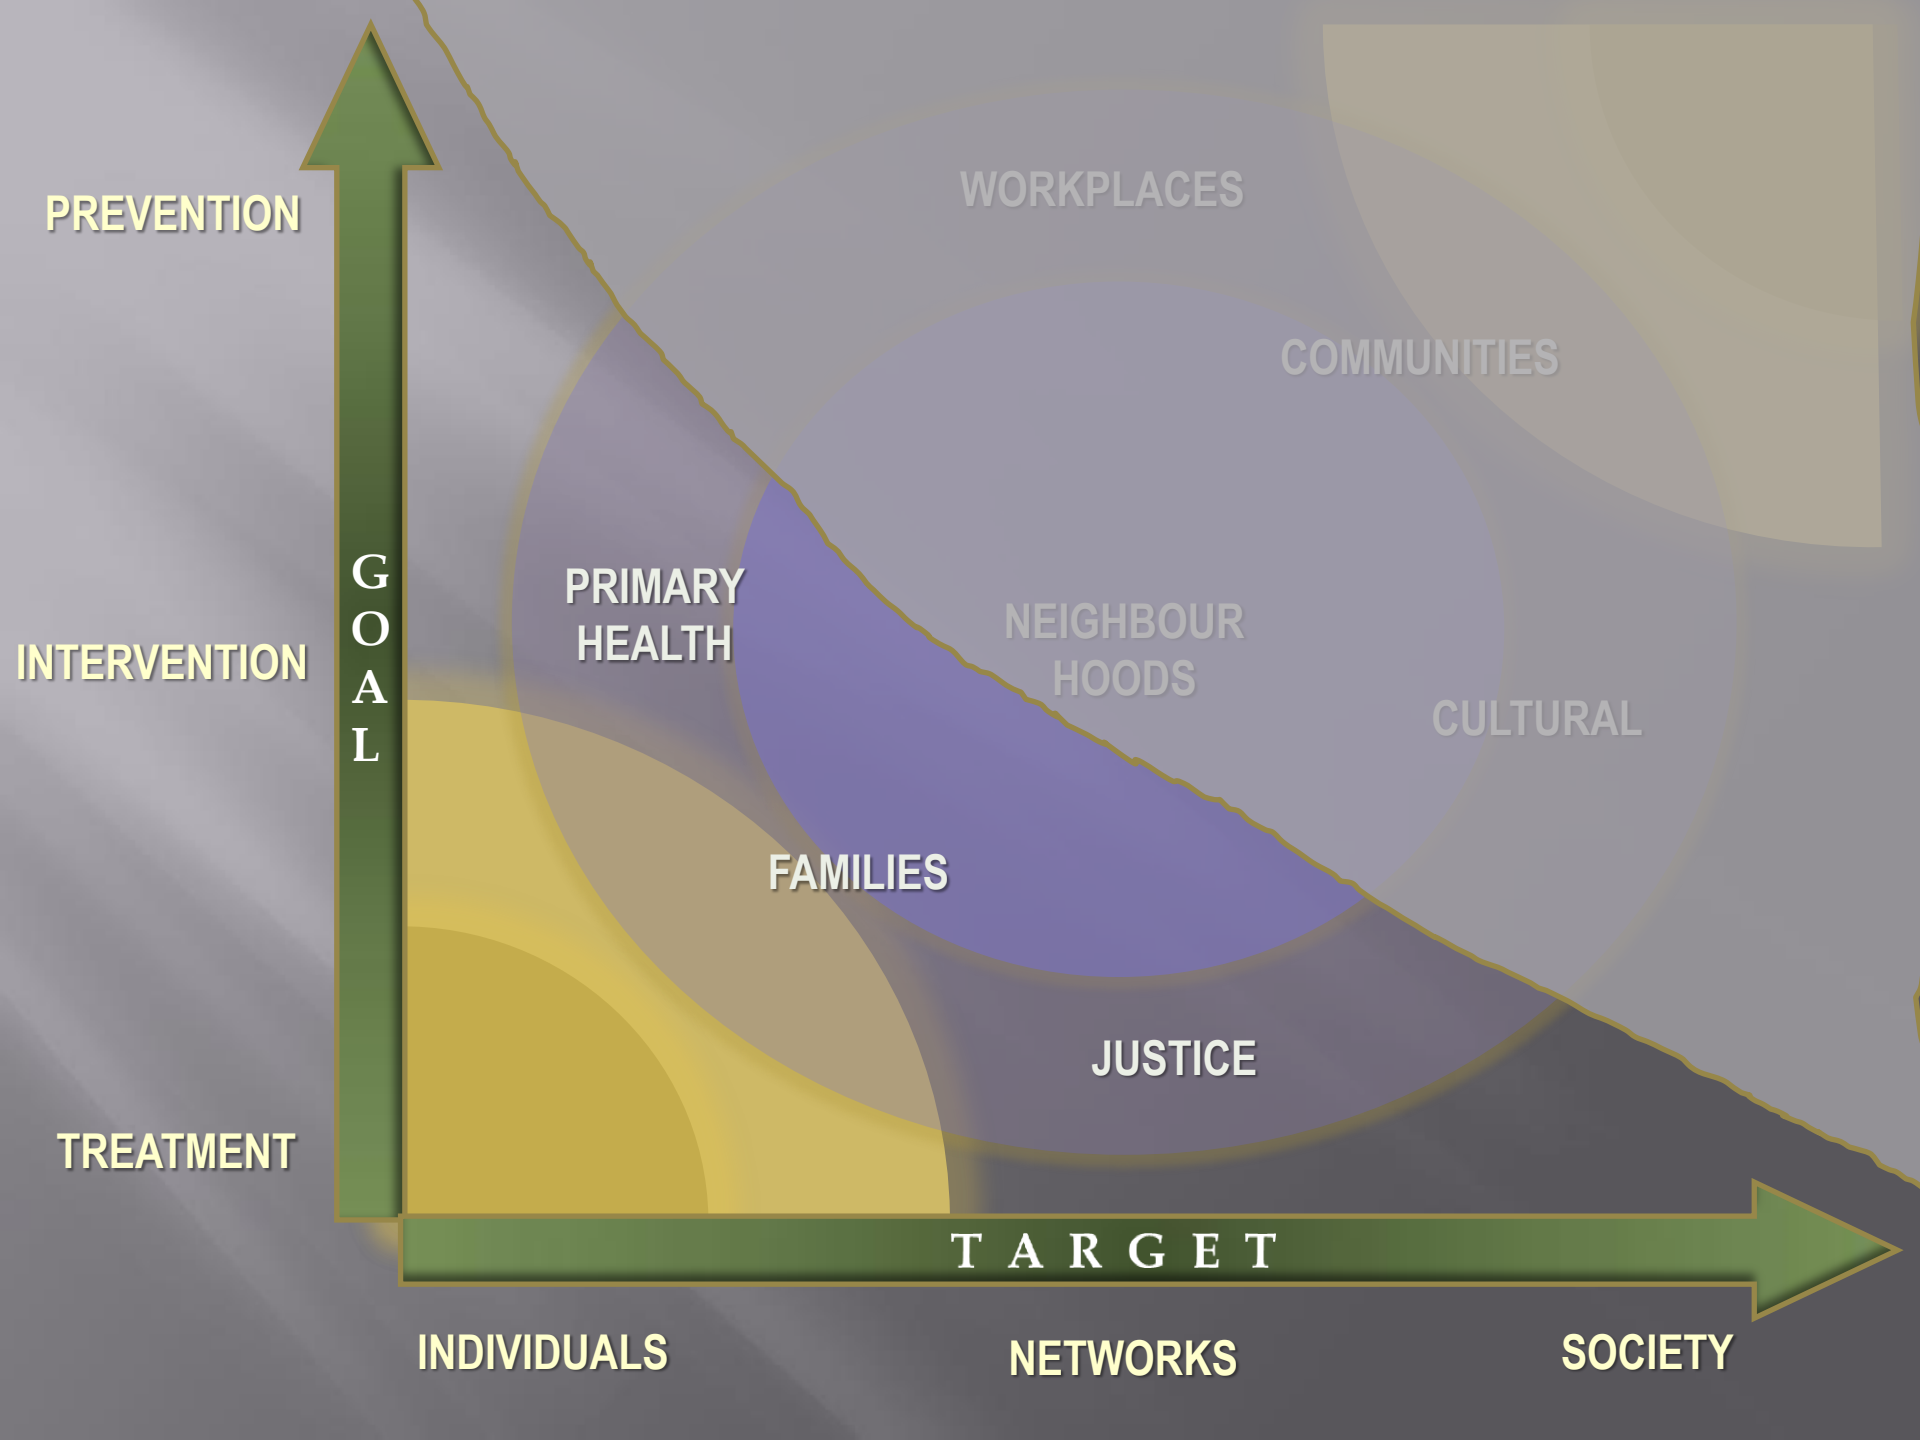 PREVENTION
WORKPLACES
COMMUNITIES
G
O
A
L
PRIMARY
HEALTH
NEIGHBOUR
HOODS
INTERVENTION
CULTURAL
FAMILIES
JUSTICE
TREATMENT
T A R G E T
INDIVIDUALS
NETWORKS
SOCIETY